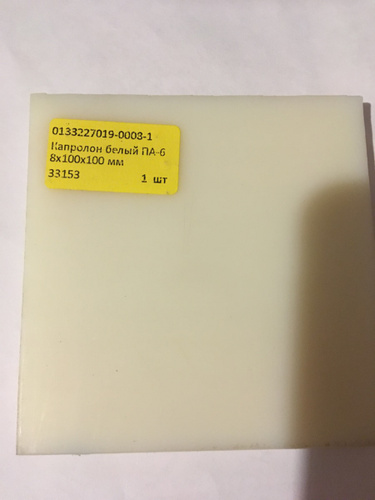 0133227019-0008-1
Капролон белый ПА-6
8x100x100 мм
33153 1 шт